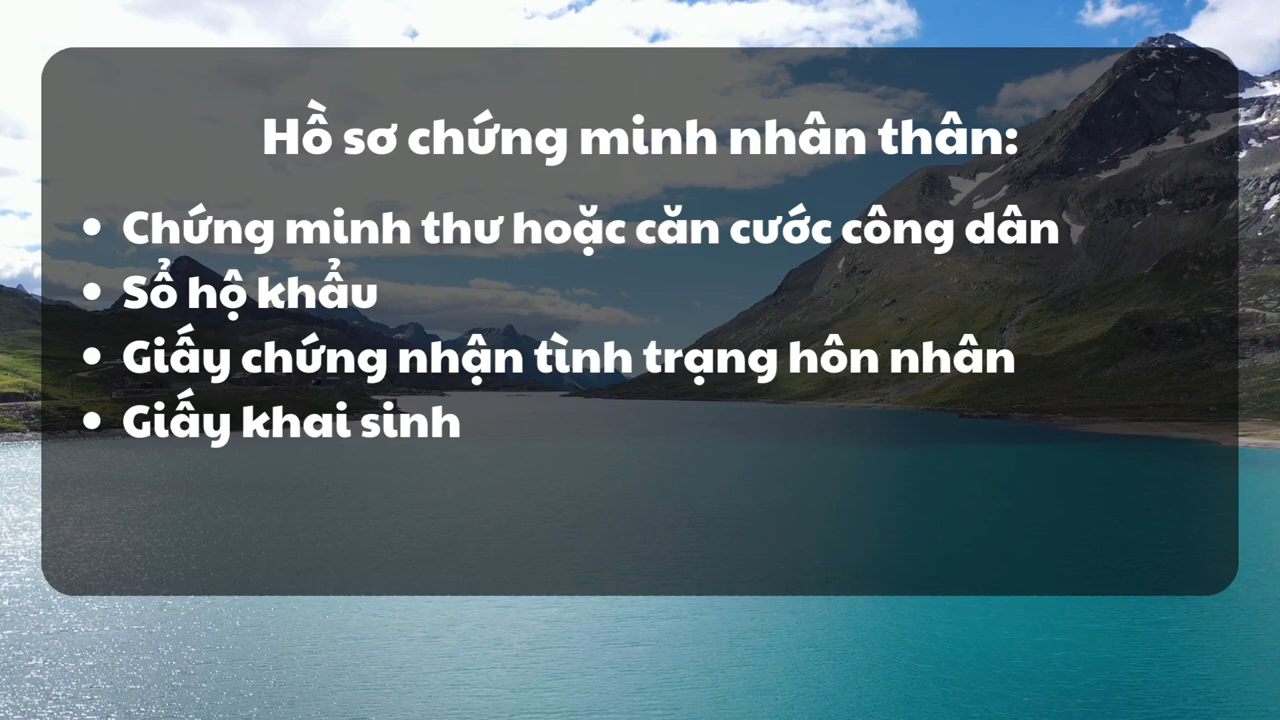 Hồ sơ chứng minh nhân thân:
• Chứng minh thư hoặc căn cước công dân
• Sổ hộ khẩu
• Giấy chứng nhận tình trạng hôn nhân
• Giấy khai sinh